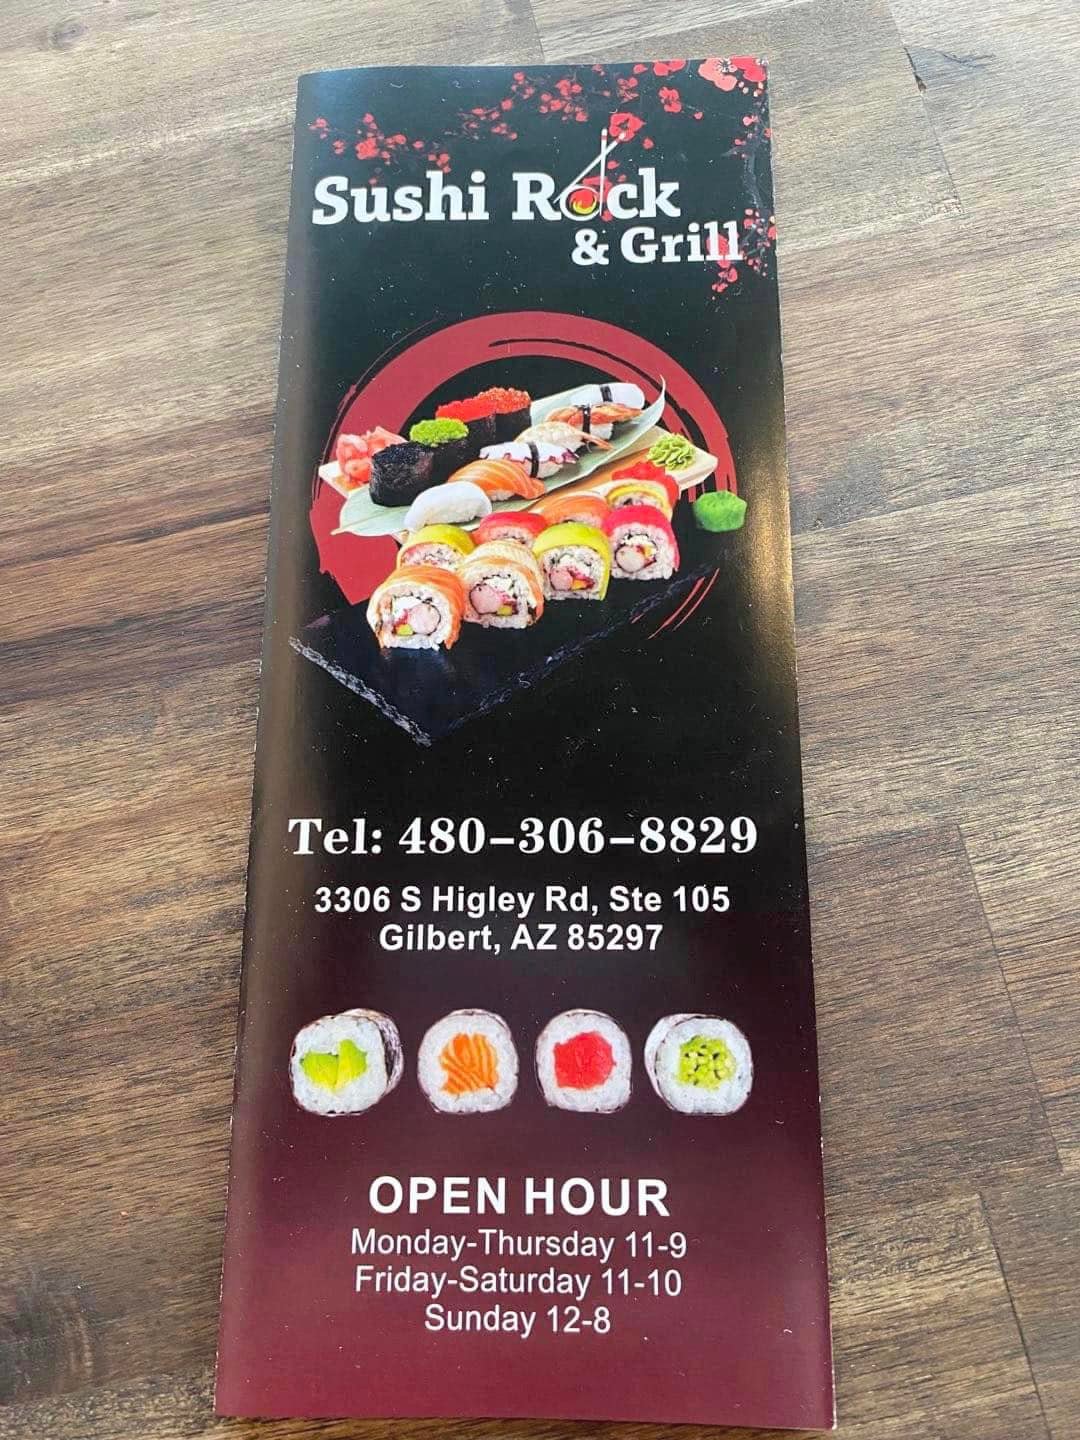 Sushi Rock
& Grill
Tel: 480-306-8829
3306 S Higley Rd, Ste 105
Gilbert, AZ 85297
OPEN HOUR
Monday-Thursday 11-9
Friday-Saturday 11-10
Sunday 12-8